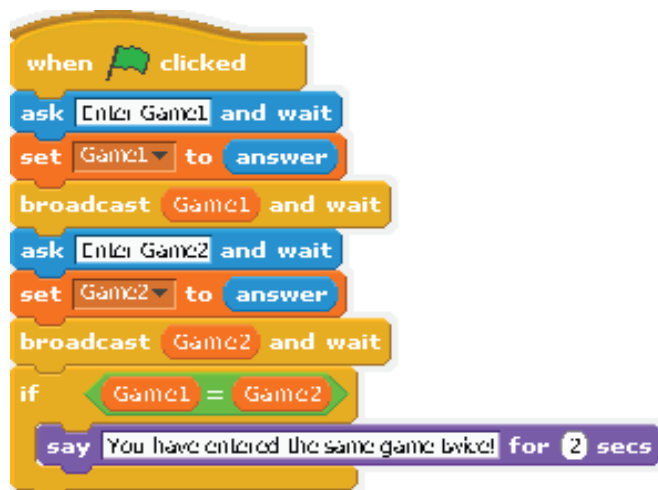 when clicked
ask Enter Game1 and wait
set Game1 to answer
broadcast Game1 and wait
ask Enter Game2 and wait
set Game2 to answer
broadcast Game2 and wait
if Game1 = Game2
say You have entered the same game twice! for 2 secs